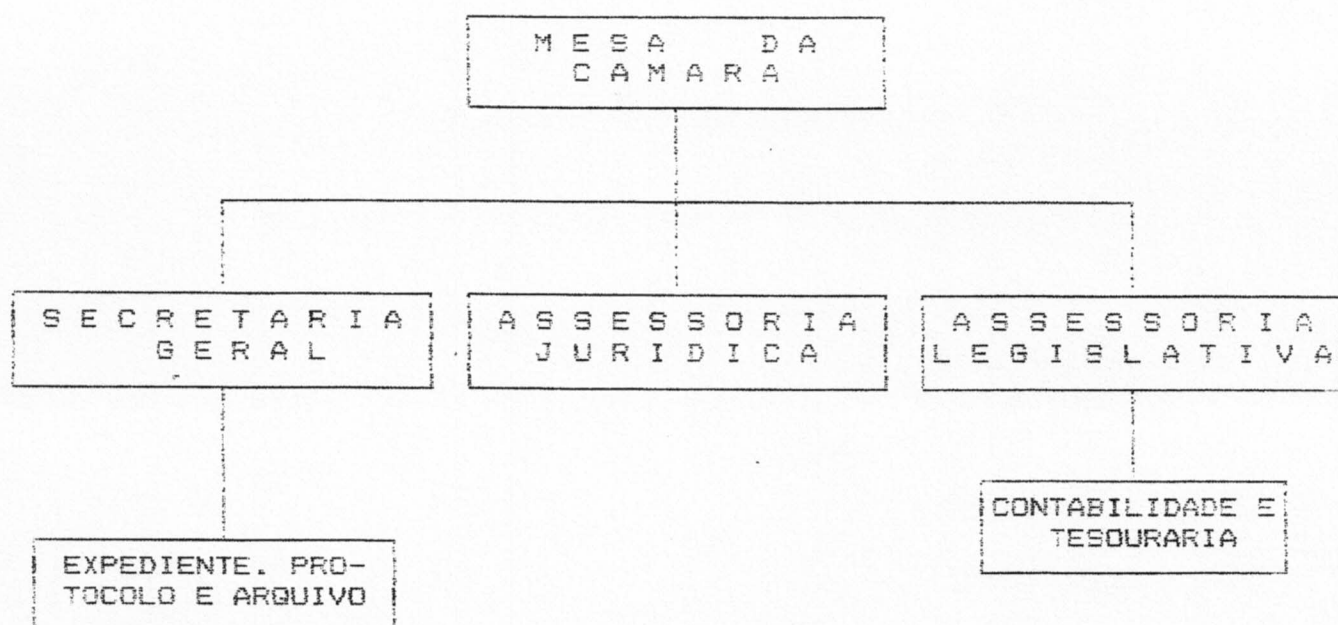 MESA DA
CAMARA
SECRETARIA
GERAL
ASSESSORIA
JURIDICA
ASSESSORIA
LEGISLATIVA
CONTABILIDADE E
TESOURARIA
EXPEDIENTE. PRO-
TOCOLO E ARQUIVO